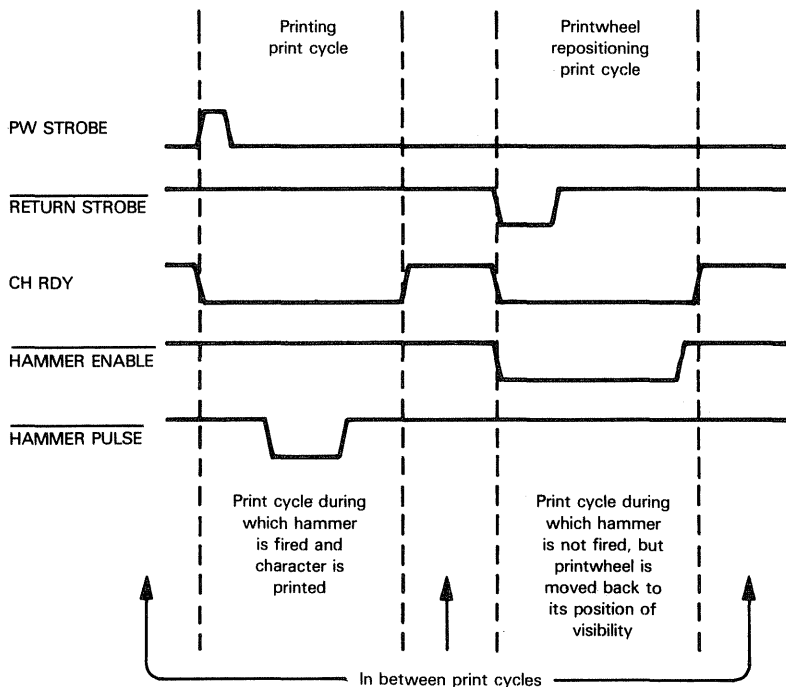 Printing
print cycle
Printwheel
repositioning
print cycle
PW STROBE
RETURN STROBE
CH RDY
HAMMER ENABLE
HAMMER PULSE
Print cycle during
which hammer
is fired and
character is
printed
Print cycle during
which hammer
is not fired, but
printwheel is
moved back to
its position of
visibility
In between print cycles